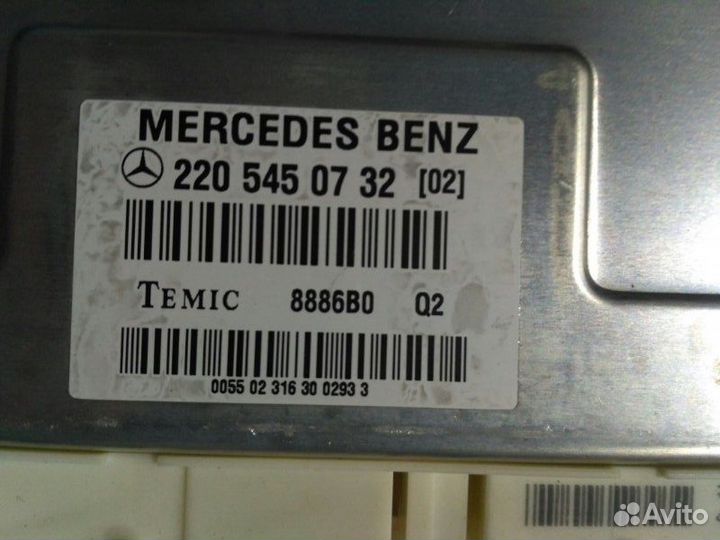 MERCEDES BENZ
220 545 07 32 [02]
TEMIC 8886B0 Q2
0055 02 316 30 0293 3
Avito